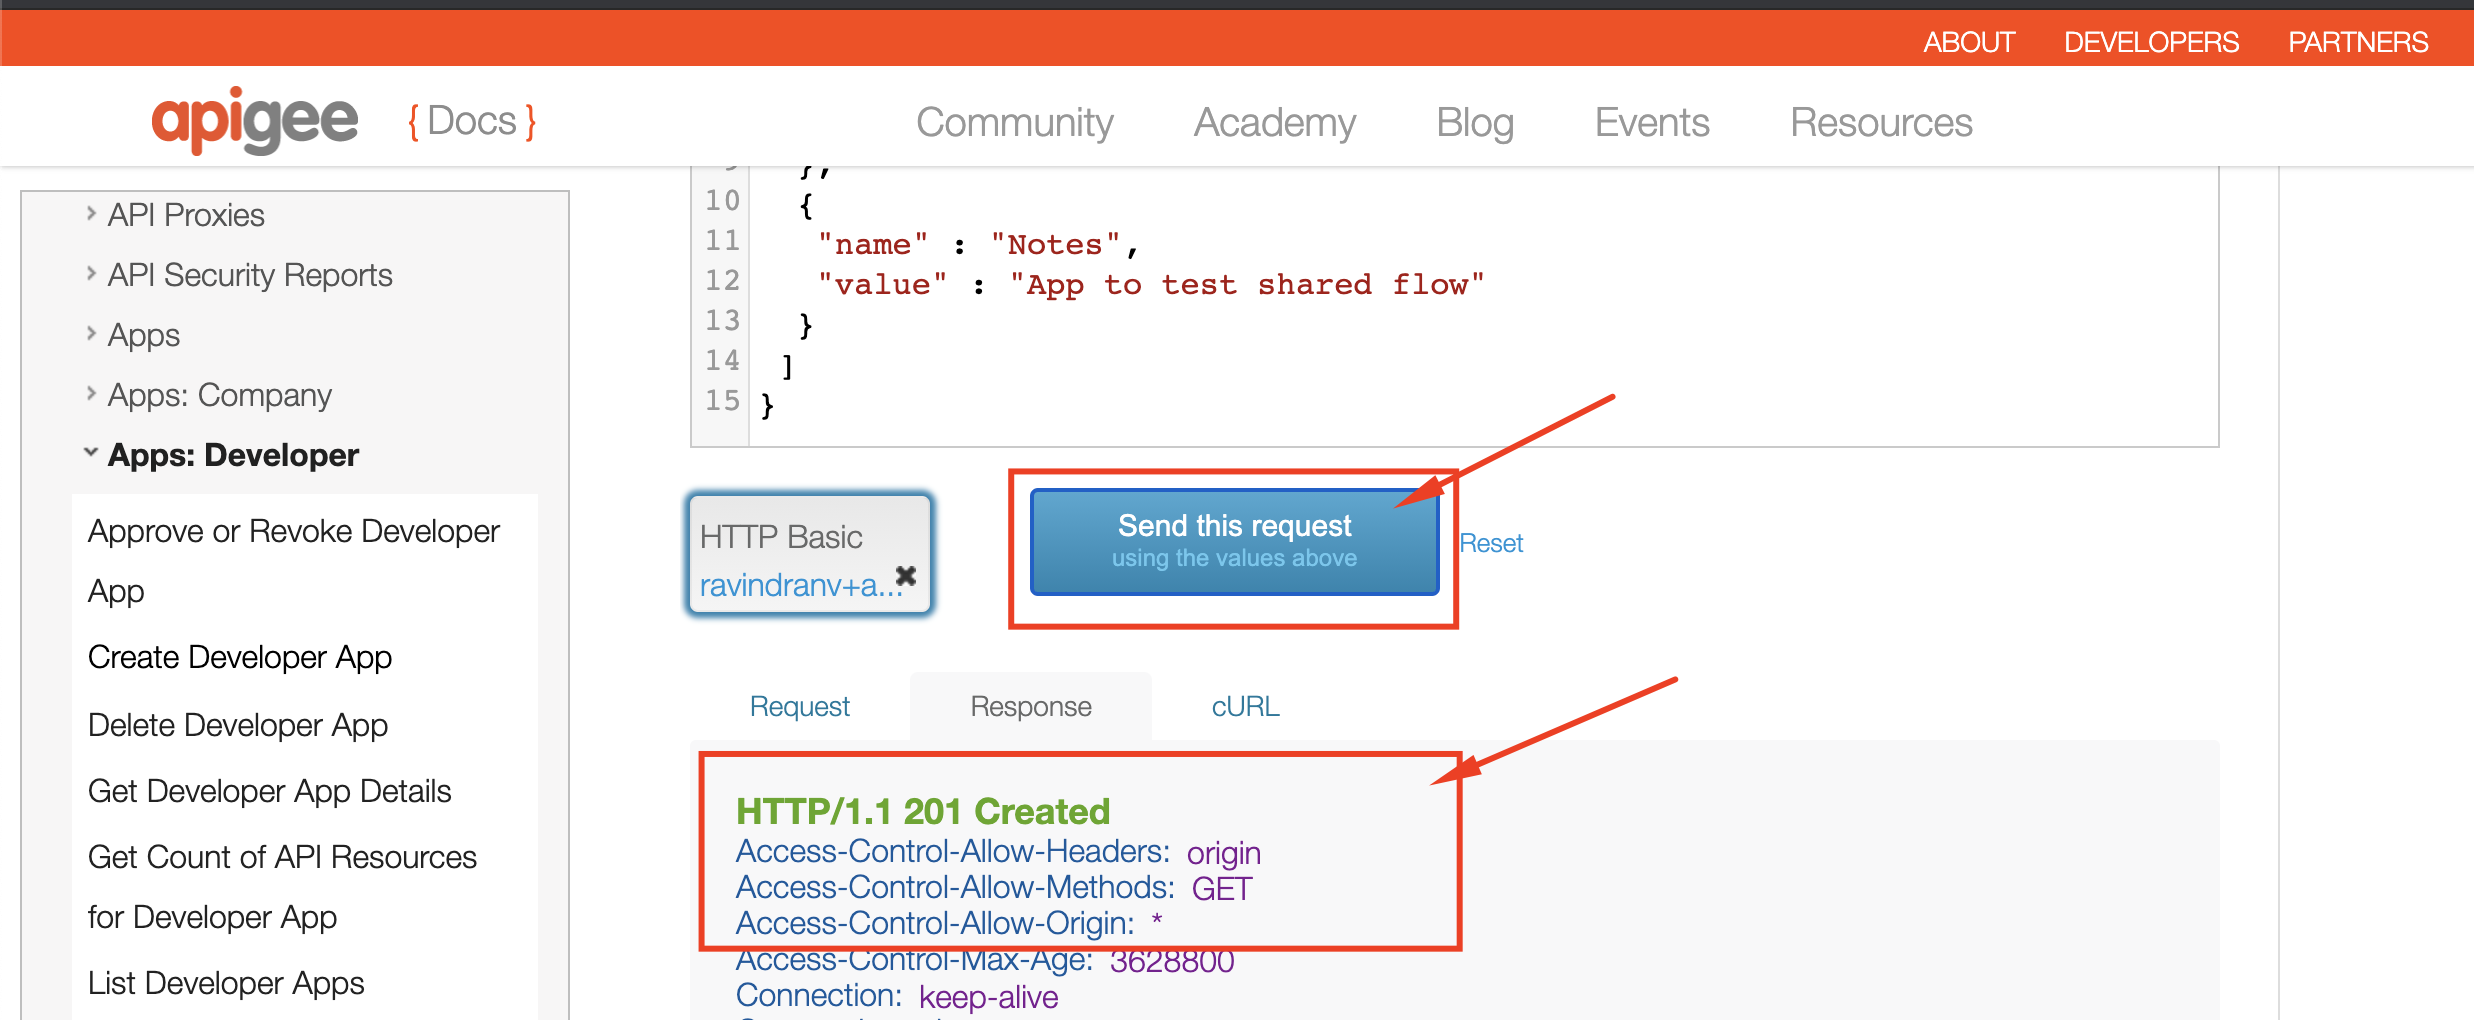 ABOUT DEVELOPERS PARTNERS
apigee { Docs } Community Academy Blog Events Resources
API Proxies
API Security Reports
Apps
Apps: Company
Apps: Developer
Approve or Revoke Developer
App
Create Developer App
Delete Developer App
Get Developer App Details
Get Count of API Resources
for Developer App
List Developer Apps
9 },
10 {
11 "name" : "Notes",
12 "value" : "App to test shared flow"
13 }
14 ]
15 }
HTTP Basic
ravindranv+a...
Send this request
using the values above
Reset
Request Response cURL
HTTP/1.1 201 Created
Access-Control-Allow-Headers: origin
Access-Control-Allow-Methods: GET
Access-Control-Allow-Origin: *
Access-Control-Max-Age: 3628800
Connection: keep-alive